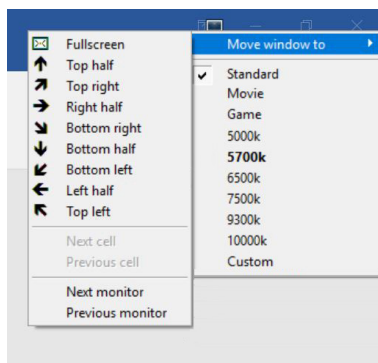 Fullscreen
Top half
Top right
Right half
Bottom right
Bottom half
Bottom left
Left half
Top left
Next cell
Previous cell
Next monitor
Previous monitor
Move window to
Standard
Movie
Game
5000k
5700k
6500k
7500k
9300k
10000k
Custom